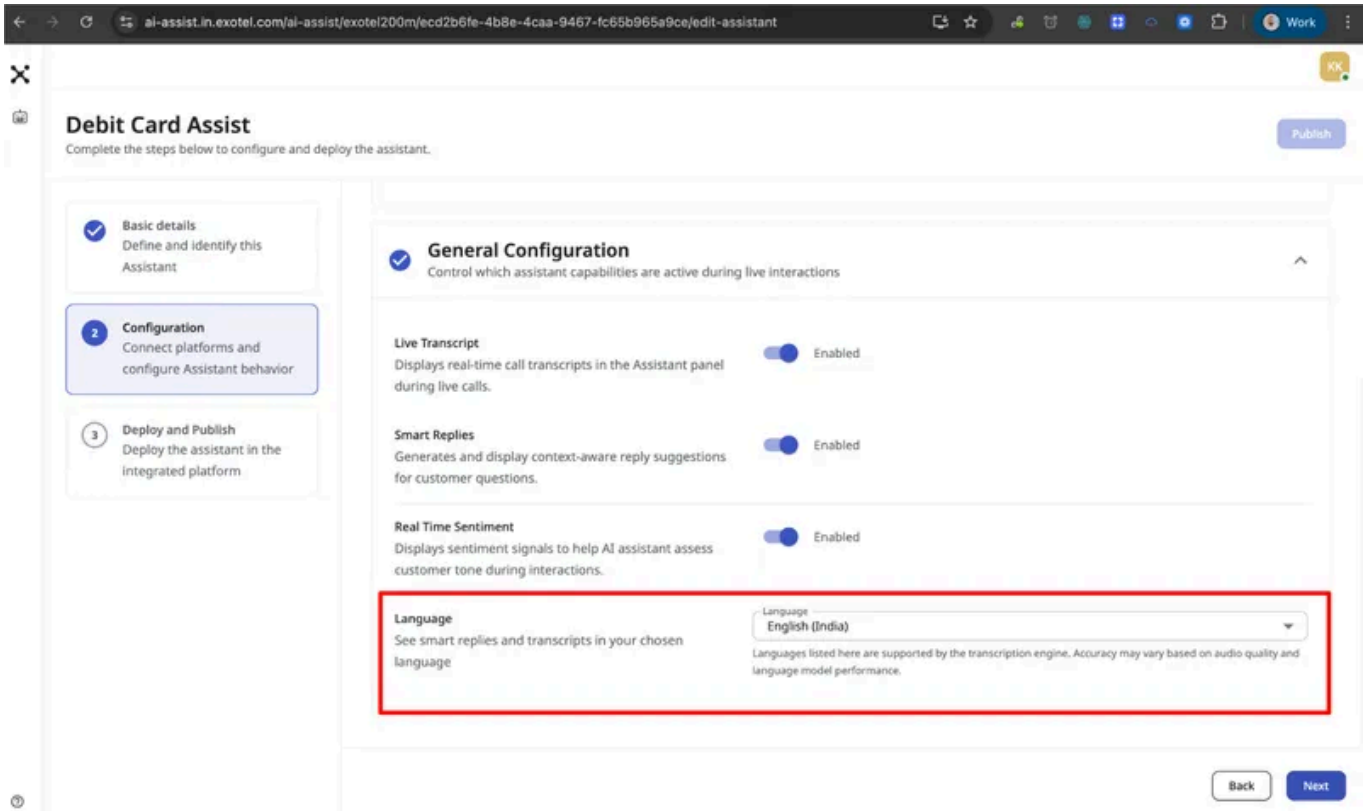 ai-assist.in.exotel.com/ai-assist/exotel200m/ecd2b6fe-4b8e-4caa-9467-fc65b965a9ce/edit-assistant
Work
KK
Debit Card Assist
Complete the steps below to configure and deploy the assistant.
Publish
Basic details
Define and identify this
Assistant
2
Configuration
Connect platforms and
configure Assistant behavior
3
Deploy and Publish
Deploy the assistant in the
integrated platform
General Configuration
Control which assistant capabilities are active during live interactions
Live Transcript
Displays real-time call transcripts in the Assistant panel
during live calls.
Enabled
Smart Replies
Generates and display context-aware reply suggestions
for customer questions.
Enabled
Real Time Sentiment
Displays sentiment signals to help AI assistant assess
customer tone during interactions.
Enabled
Language
See smart replies and transcripts in your chosen
language
Language
English (India)
Languages listed here are supported by the transcription engine. Accuracy may vary based on audio quality and
language model performance.
Back
Next